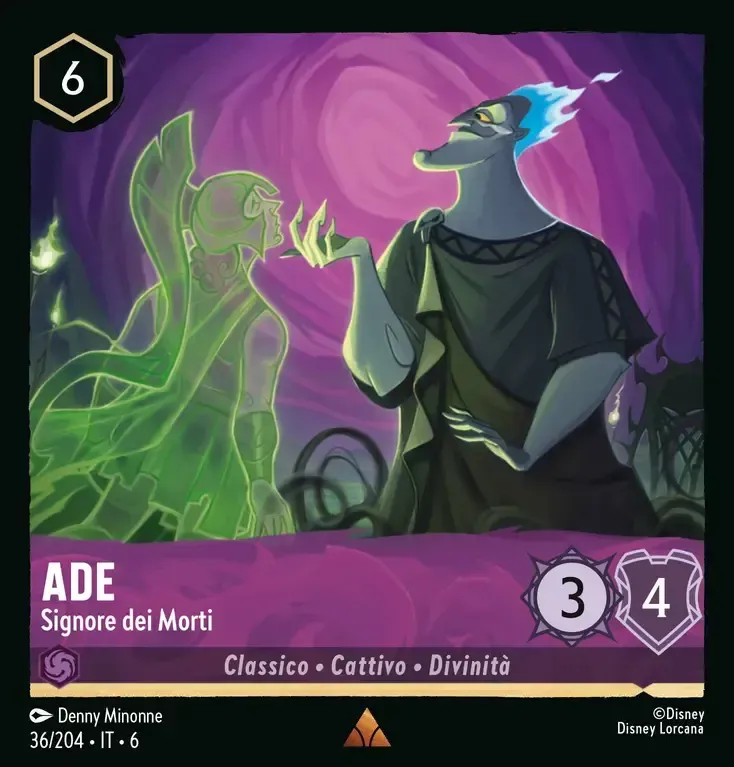 6
ADE
Signore dei Morti
3
4
Classico • Cattivo • Divinità
Denny Minonne
36/204 • IT • 6
©Disney
Disney Lorcana